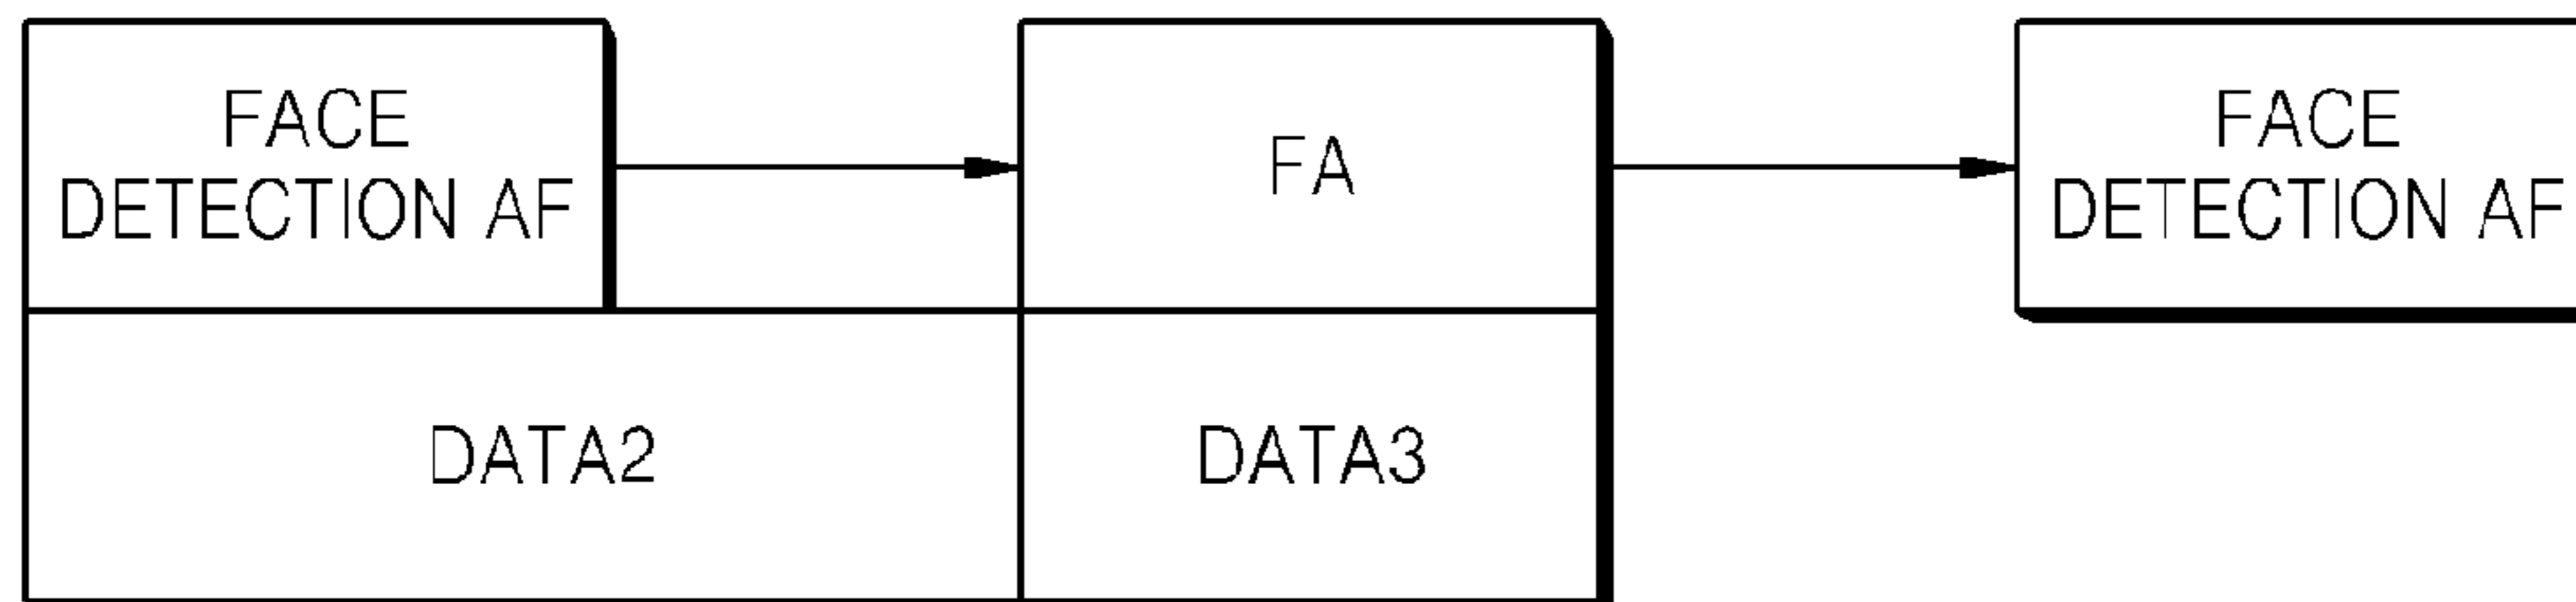 FACE
DETECTION AF
FA
FACE
DETECTION AF
DATA2
DATA3